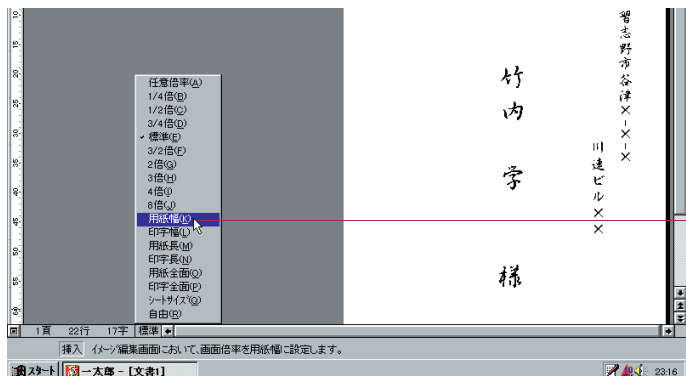 習志野市谷津×-×-×
川速ビル××
竹内 学 様
任意倍率(A)
1/4倍(B)
1/2倍(C)
3/4倍(D)
標準(E)
3/2倍(F)
2倍(G)
3倍(H)
4倍(I)
8倍(J)
用紙幅(K)
印字幅(L)
用紙長(M)
印字長(N)
用紙全面(O)
印字全面(P)
シートサイズ(Q)
自由(R)
1頁 22行 17字 標準
挿入 イメージ編集画面において、画面倍率を用紙幅に設定します。
スタート 一太郎 - [文書1] 23:16